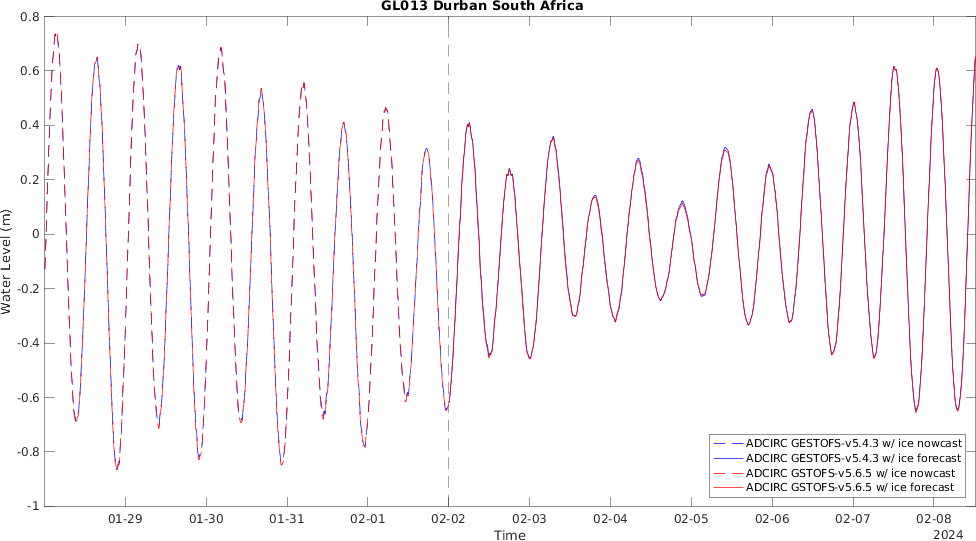 GL013 Durban South Africa
0.8
0.6
0.4
0.2
0
-0.2
-0.4
-0.6
-0.8
-1
Water Level (m)
01-29 01-30 01-31 02-01 02-02 02-03 02-04 02-05 02-06 02-07 02-08
Time
2024
ADCIRC GESTOFS-v5.4.3 w/ ice nowcast
ADCIRC GESTOFS-v5.4.3 w/ ice forecast
ADCIRC GSTOFS-v5.6.5 w/ ice nowcast
ADCIRC GSTOFS-v5.6.5 w/ ice forecast